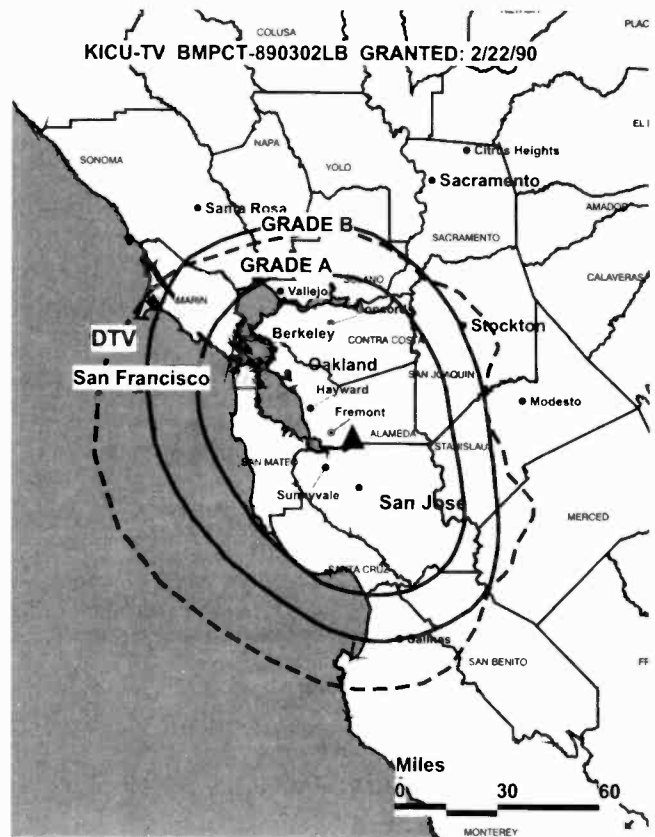 COLUSA
PLAC
KICU-TV BMPCT-890302LB GRANTED: 2/22/90
NAPA
YOLO
SONOMA
EL
Citrus Heights
Sacramento
Santa Rosa
AMADOR
GRADE B
SACRAMENTO
GRADE A
SOLANO
CALAVERAS
Vallejo
MARIN
Concord
Berkeley
Stockton
DTV
CONTRA COSTA
Oakland
San Francisco
SAN JOAQUIN
Hayward
Modesto
Fremont
ALAMEDA
STANISLAU
SAN MATEO
Sunnyvale
San Jose
MERCED
SANTA CRUZ
Salinas
SAN BENITO
FR
Miles
0 30 60
MONTEREY